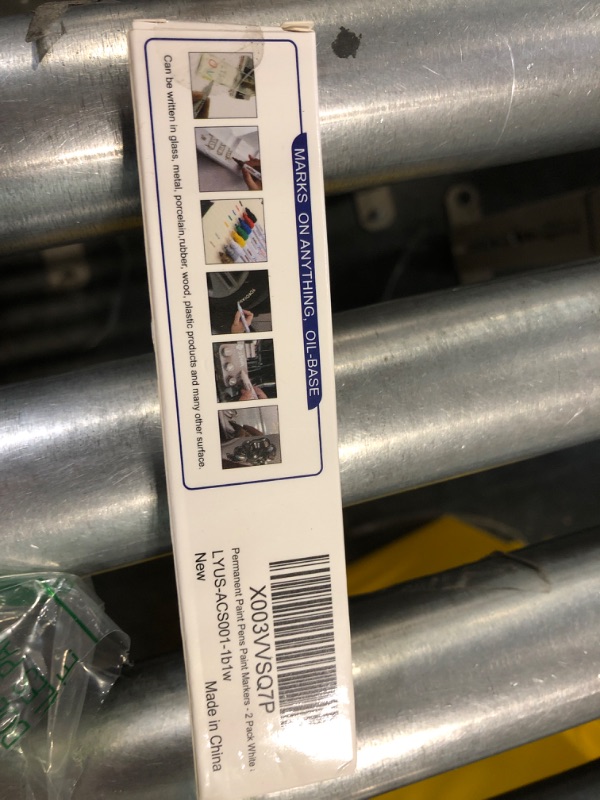 MARKS ON ANYTHING, OIL-BASE
Can be written in glass, metal, porcelain,rubber, wood, plastic products and many other surface.
X003VVSQ7P
Permanent Paint Pens Paint Markers - 2 Pack White
LYUS-ACS001-1b1w
New
Made in China